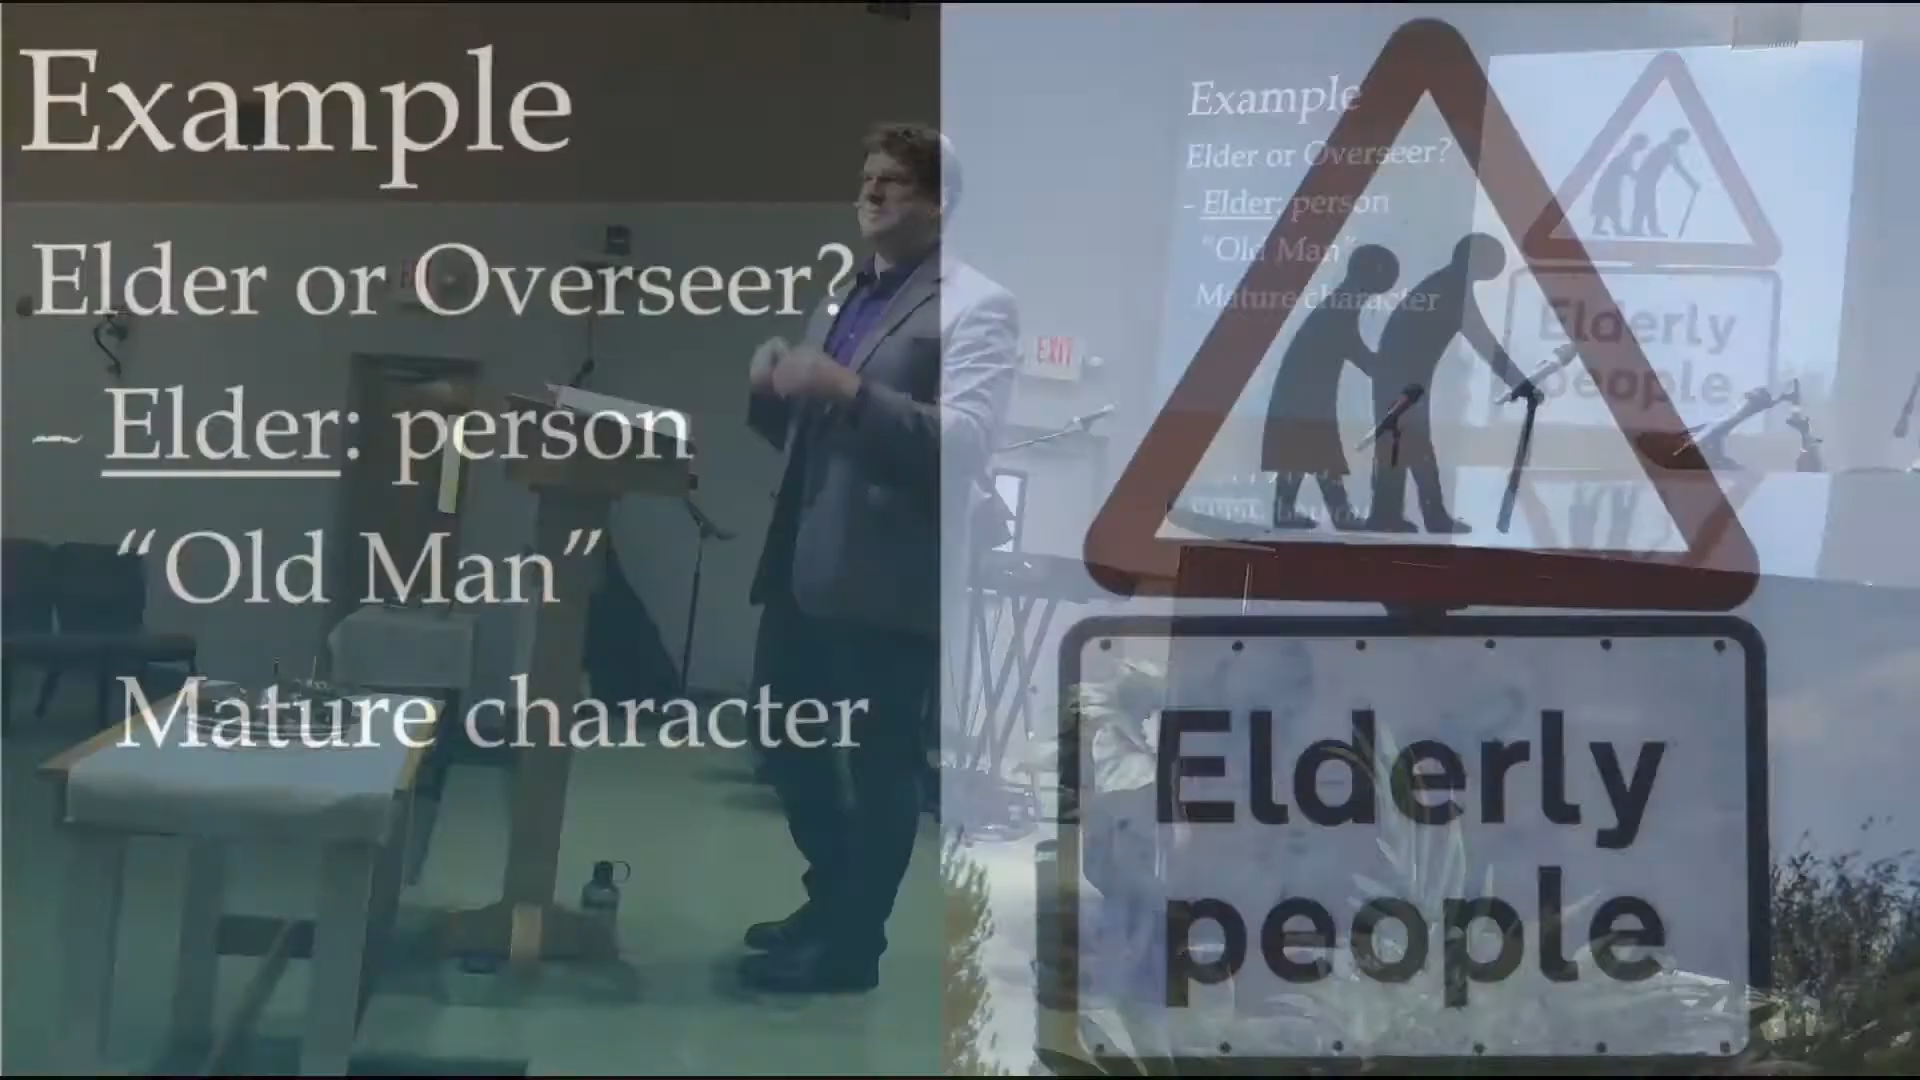 Example
Elder or Overseer?
~ Elder: person
“Old Man”
Mature character
Example
Elder or Overseer?
- Elder: person
“Old Man”
Mature character
Elderly
people
EXIT
Elderly
people